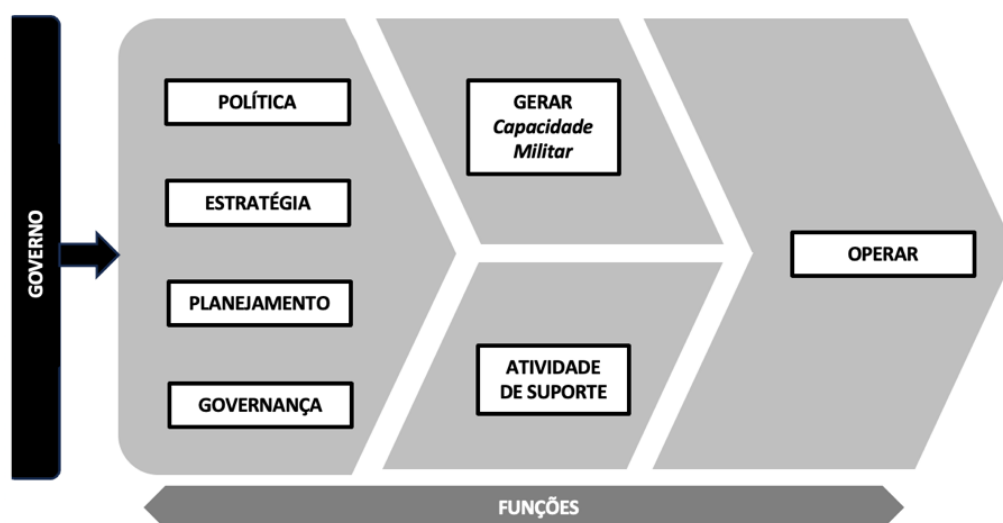 GOVERNO
POLÍTICA
ESTRATÉGIA
PLANEJAMENTO
GOVERNANÇA
GERAR
Capacidade
Militar
ATIVIDADE
DE SUPORTE
OPERAR
FUNÇÕES